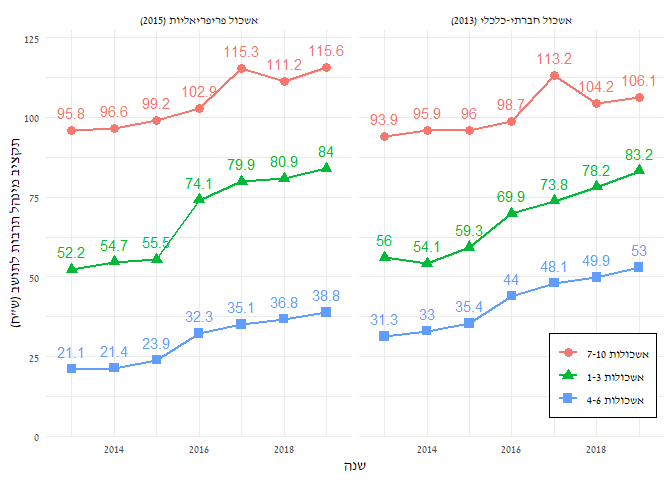 אשכול פריפריאליות (2015)
אשכול חברתי-כלכלי (2013)
תקציב מינהל תרבות לתושב (ש״ח)
125
100
75
50
25
0
95.8 96.6 99.2 102.9 115.3 111.2 115.6
52.2 54.7 55.5 74.1 79.9 80.9 84
21.1 21.4 23.9 32.3 35.1 36.8 38.8
93.9 95.9 96 98.7 113.2 104.2 106.1
56 54.1 59.3 69.9 73.8 78.2 83.2
31.3 33 35.4 44 48.1 49.9 53
אשכולות 7-10
אשכולות 1-3
אשכולות 4-6
2014 2016 2018
2014 2016 2018
שנה